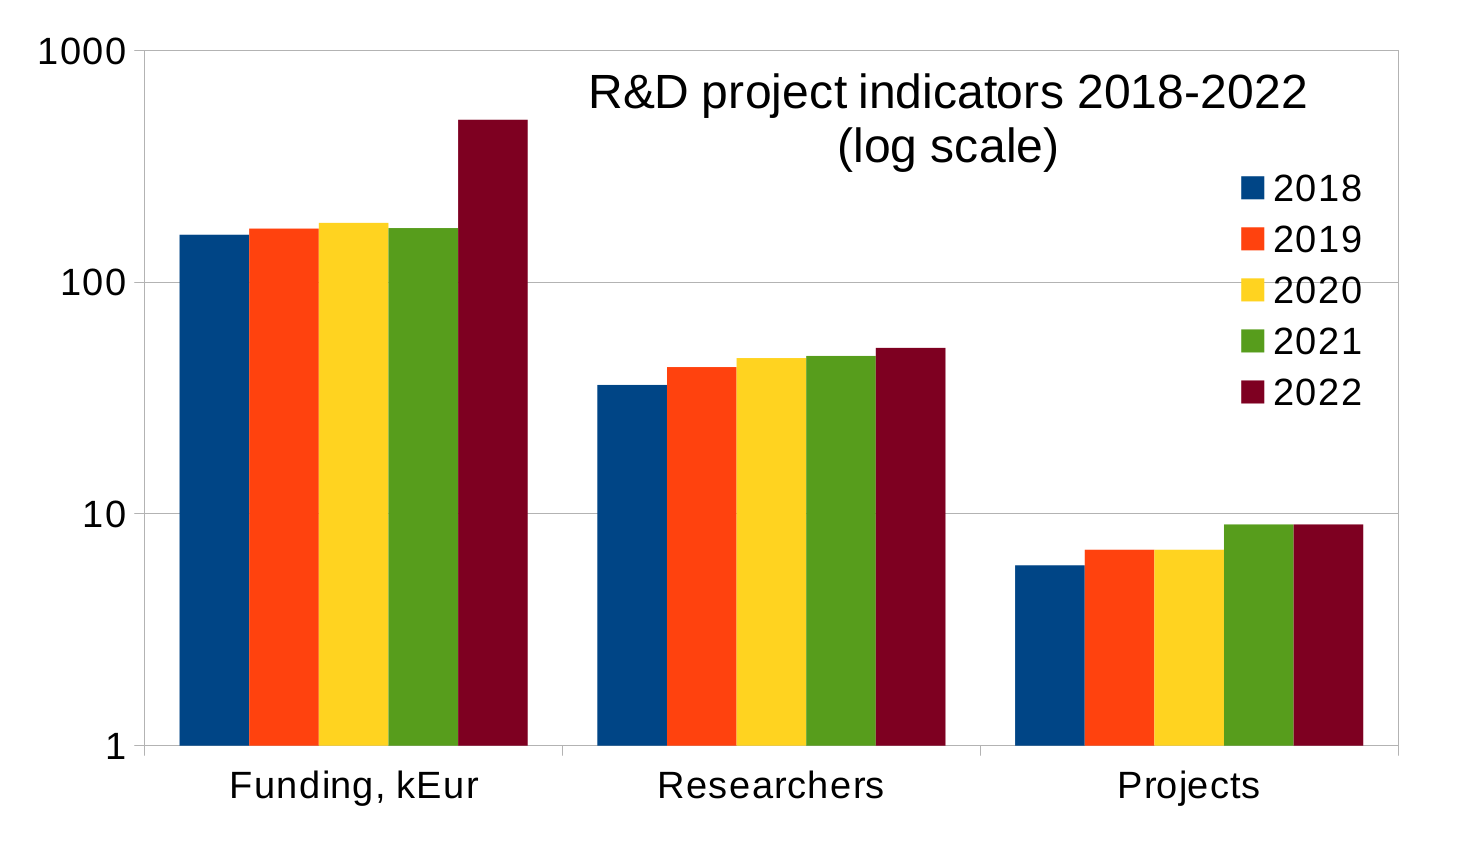 R&D project indicators 2018-2022
(log scale)
1000
100
10
1
2018
2019
2020
2021
2022
Funding, kEur
Researchers
Projects